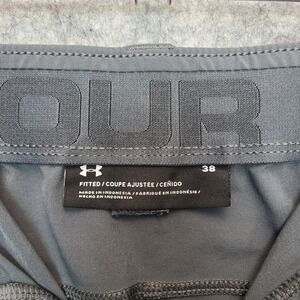 OUR
38
FITTED / COUPE AJUSTÉE / CEÑIDO
MADE IN INDONESIA / FABRIQUÉ EN INDONÉSIE /
HECHO EN INDONESIA